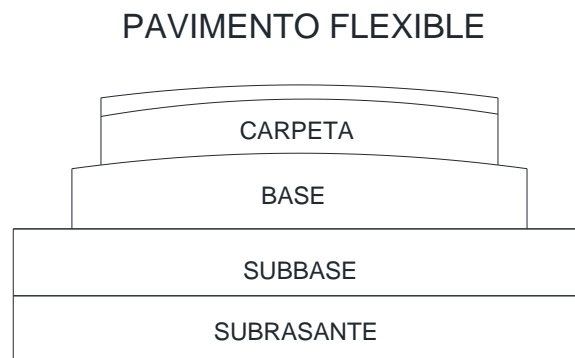 PAVIMENTO FLEXIBLE
CARPETA
BASE
SUBBASE
SUBRASANTE